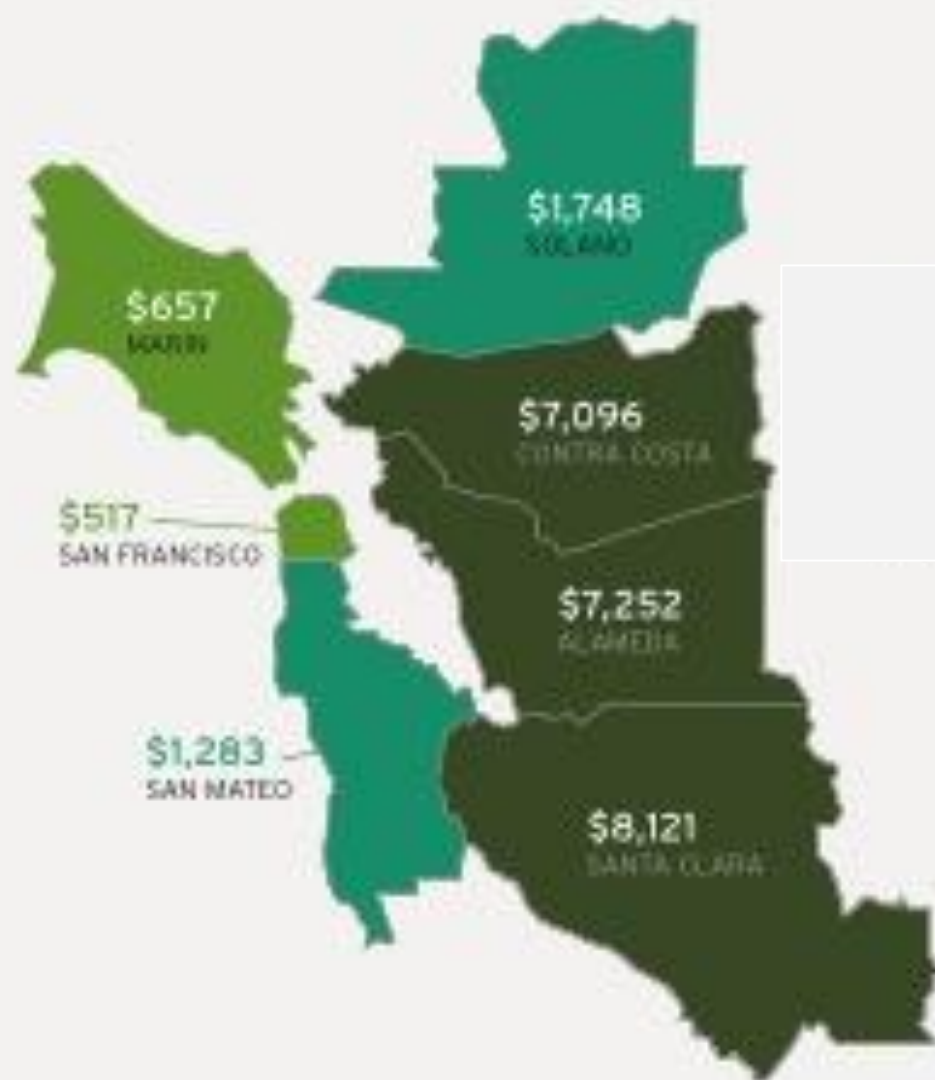 $1,748
SOLANO
$657
MARIN
$7,096
CONTRA COSTA
$517
SAN FRANCISCO
$7,252
ALAMEDA
$1,283
SAN MATEO
$8,121
SANTA CLARA